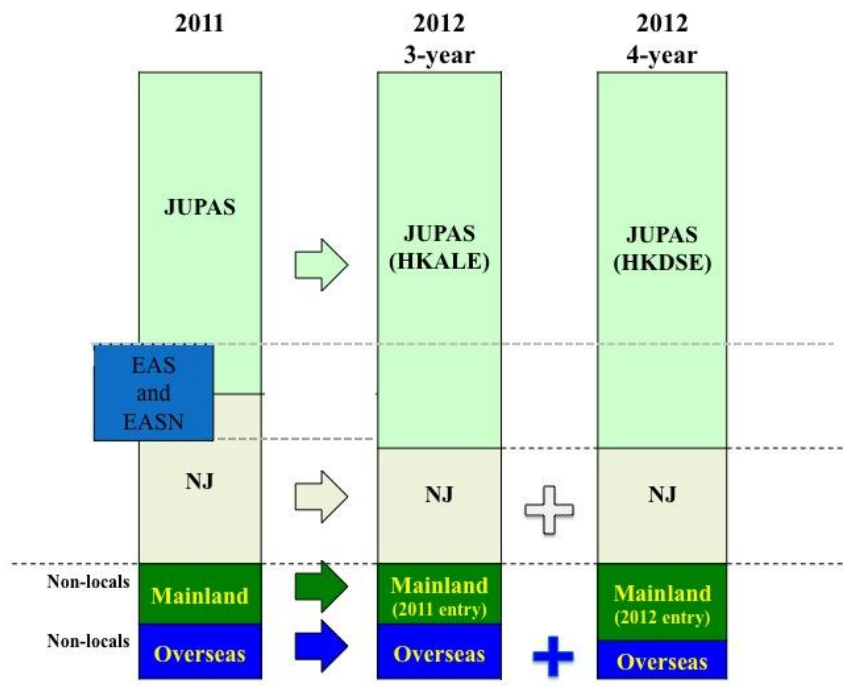 2011
2012
3-year
2012
4-year
JUPAS
JUPAS
(HKALE)
JUPAS
(HKDSE)
EAS
and
EASN
NJ
NJ
NJ
Non-locals
Mainland
Mainland
(2011 entry)
Mainland
(2012 entry)
Non-locals
Overseas
Overseas
Overseas